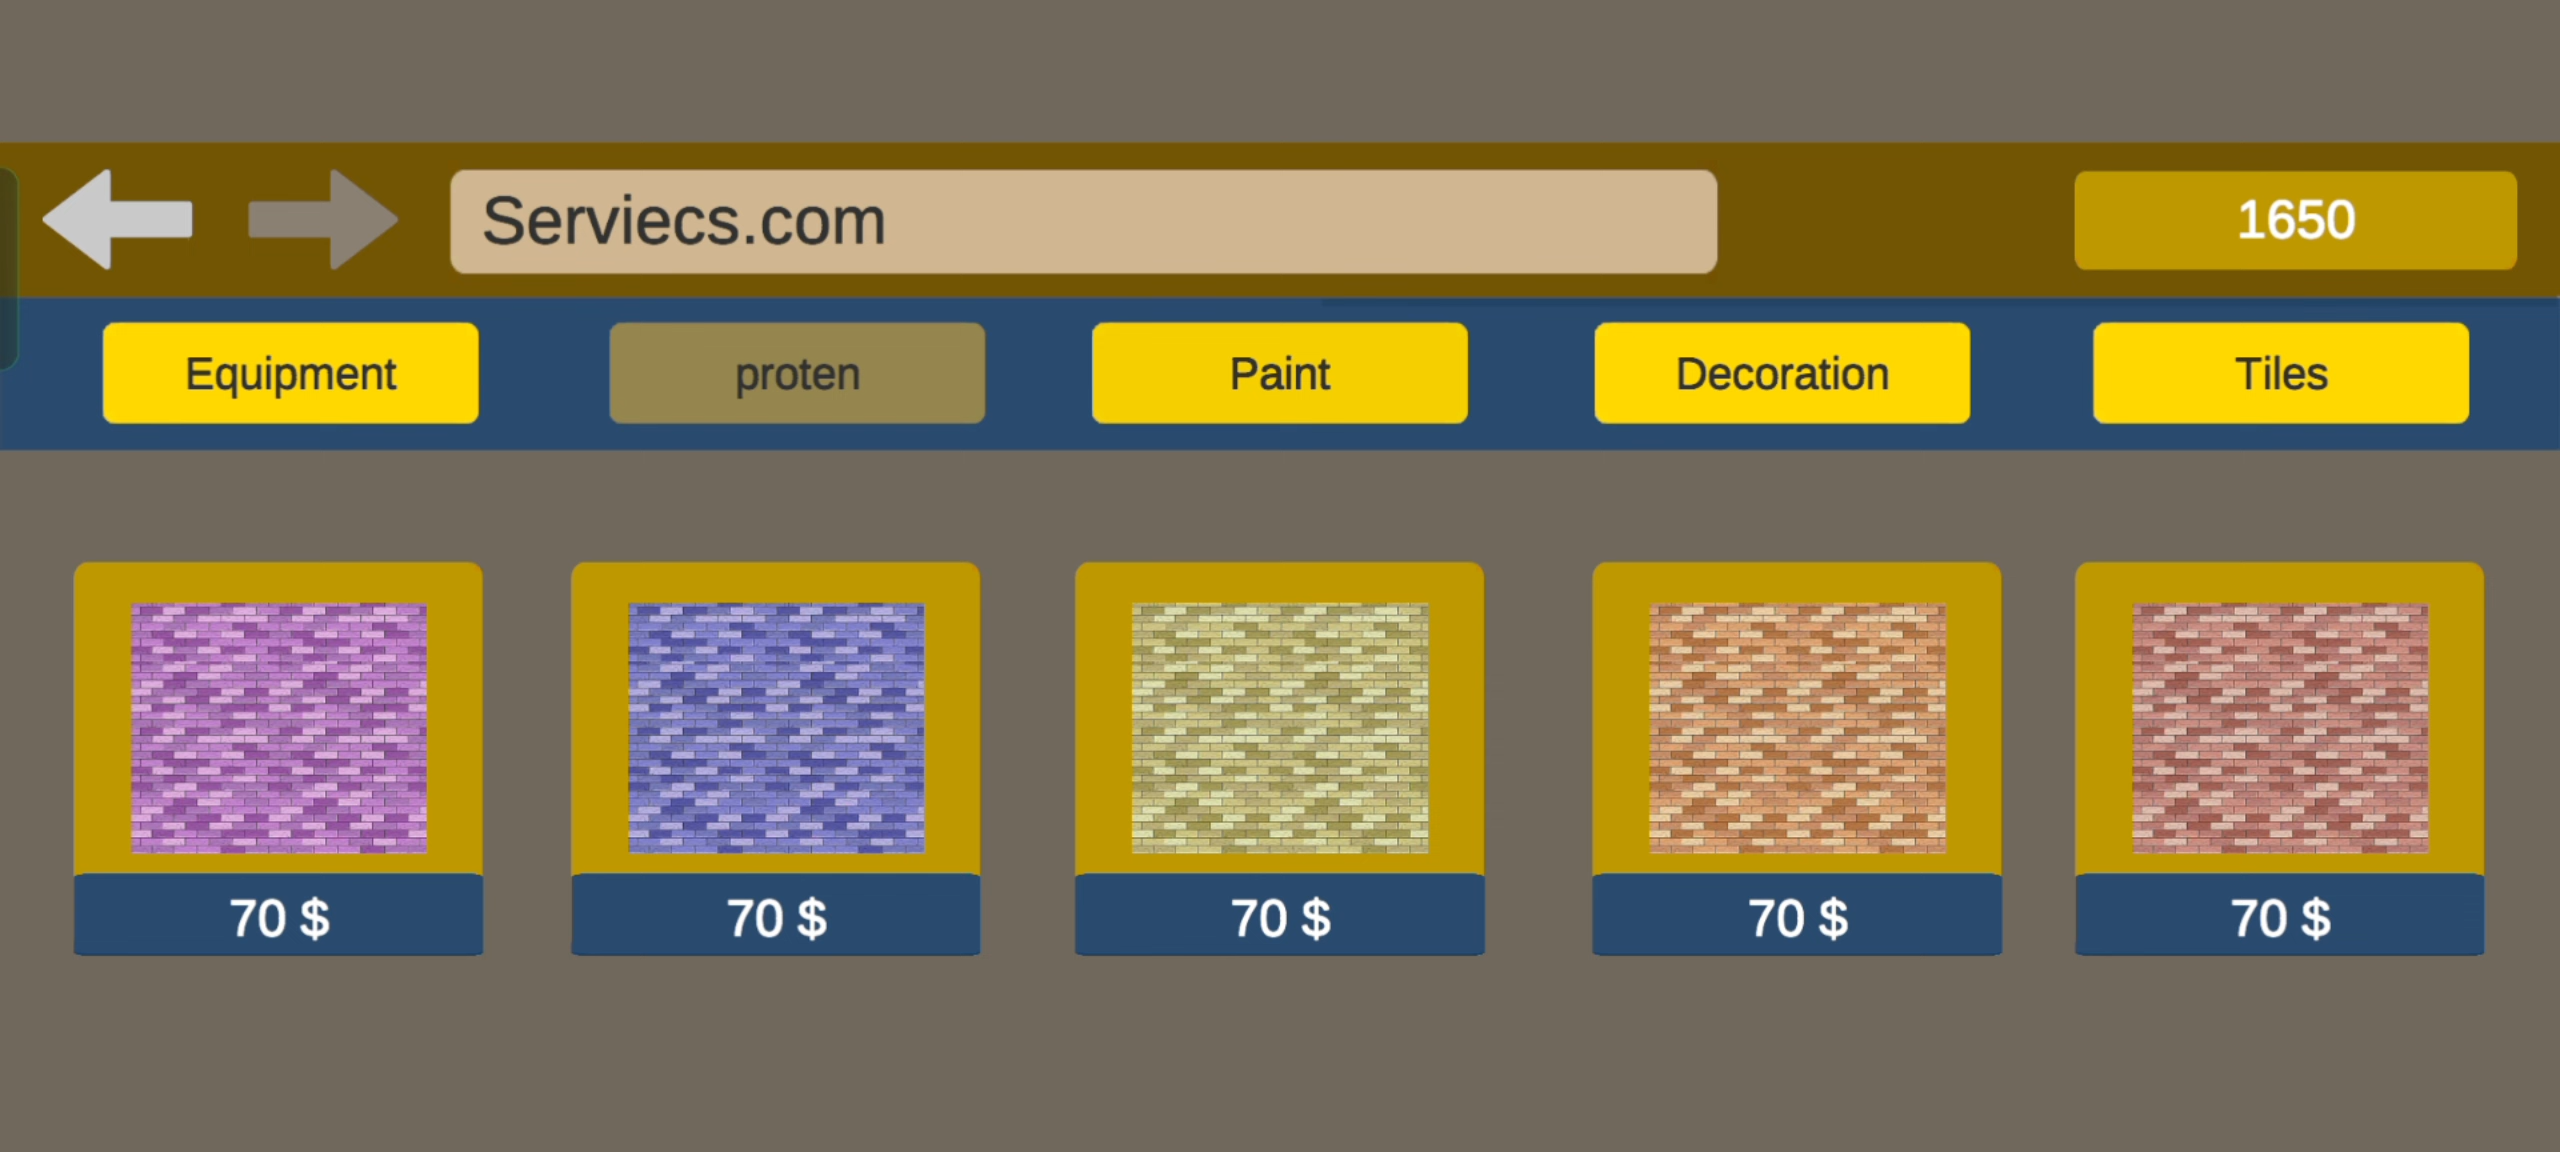 Serviecs.com
1650
Equipment
proten
Paint
Decoration
Tiles
70 $
70 $
70 $
70 $
70 $